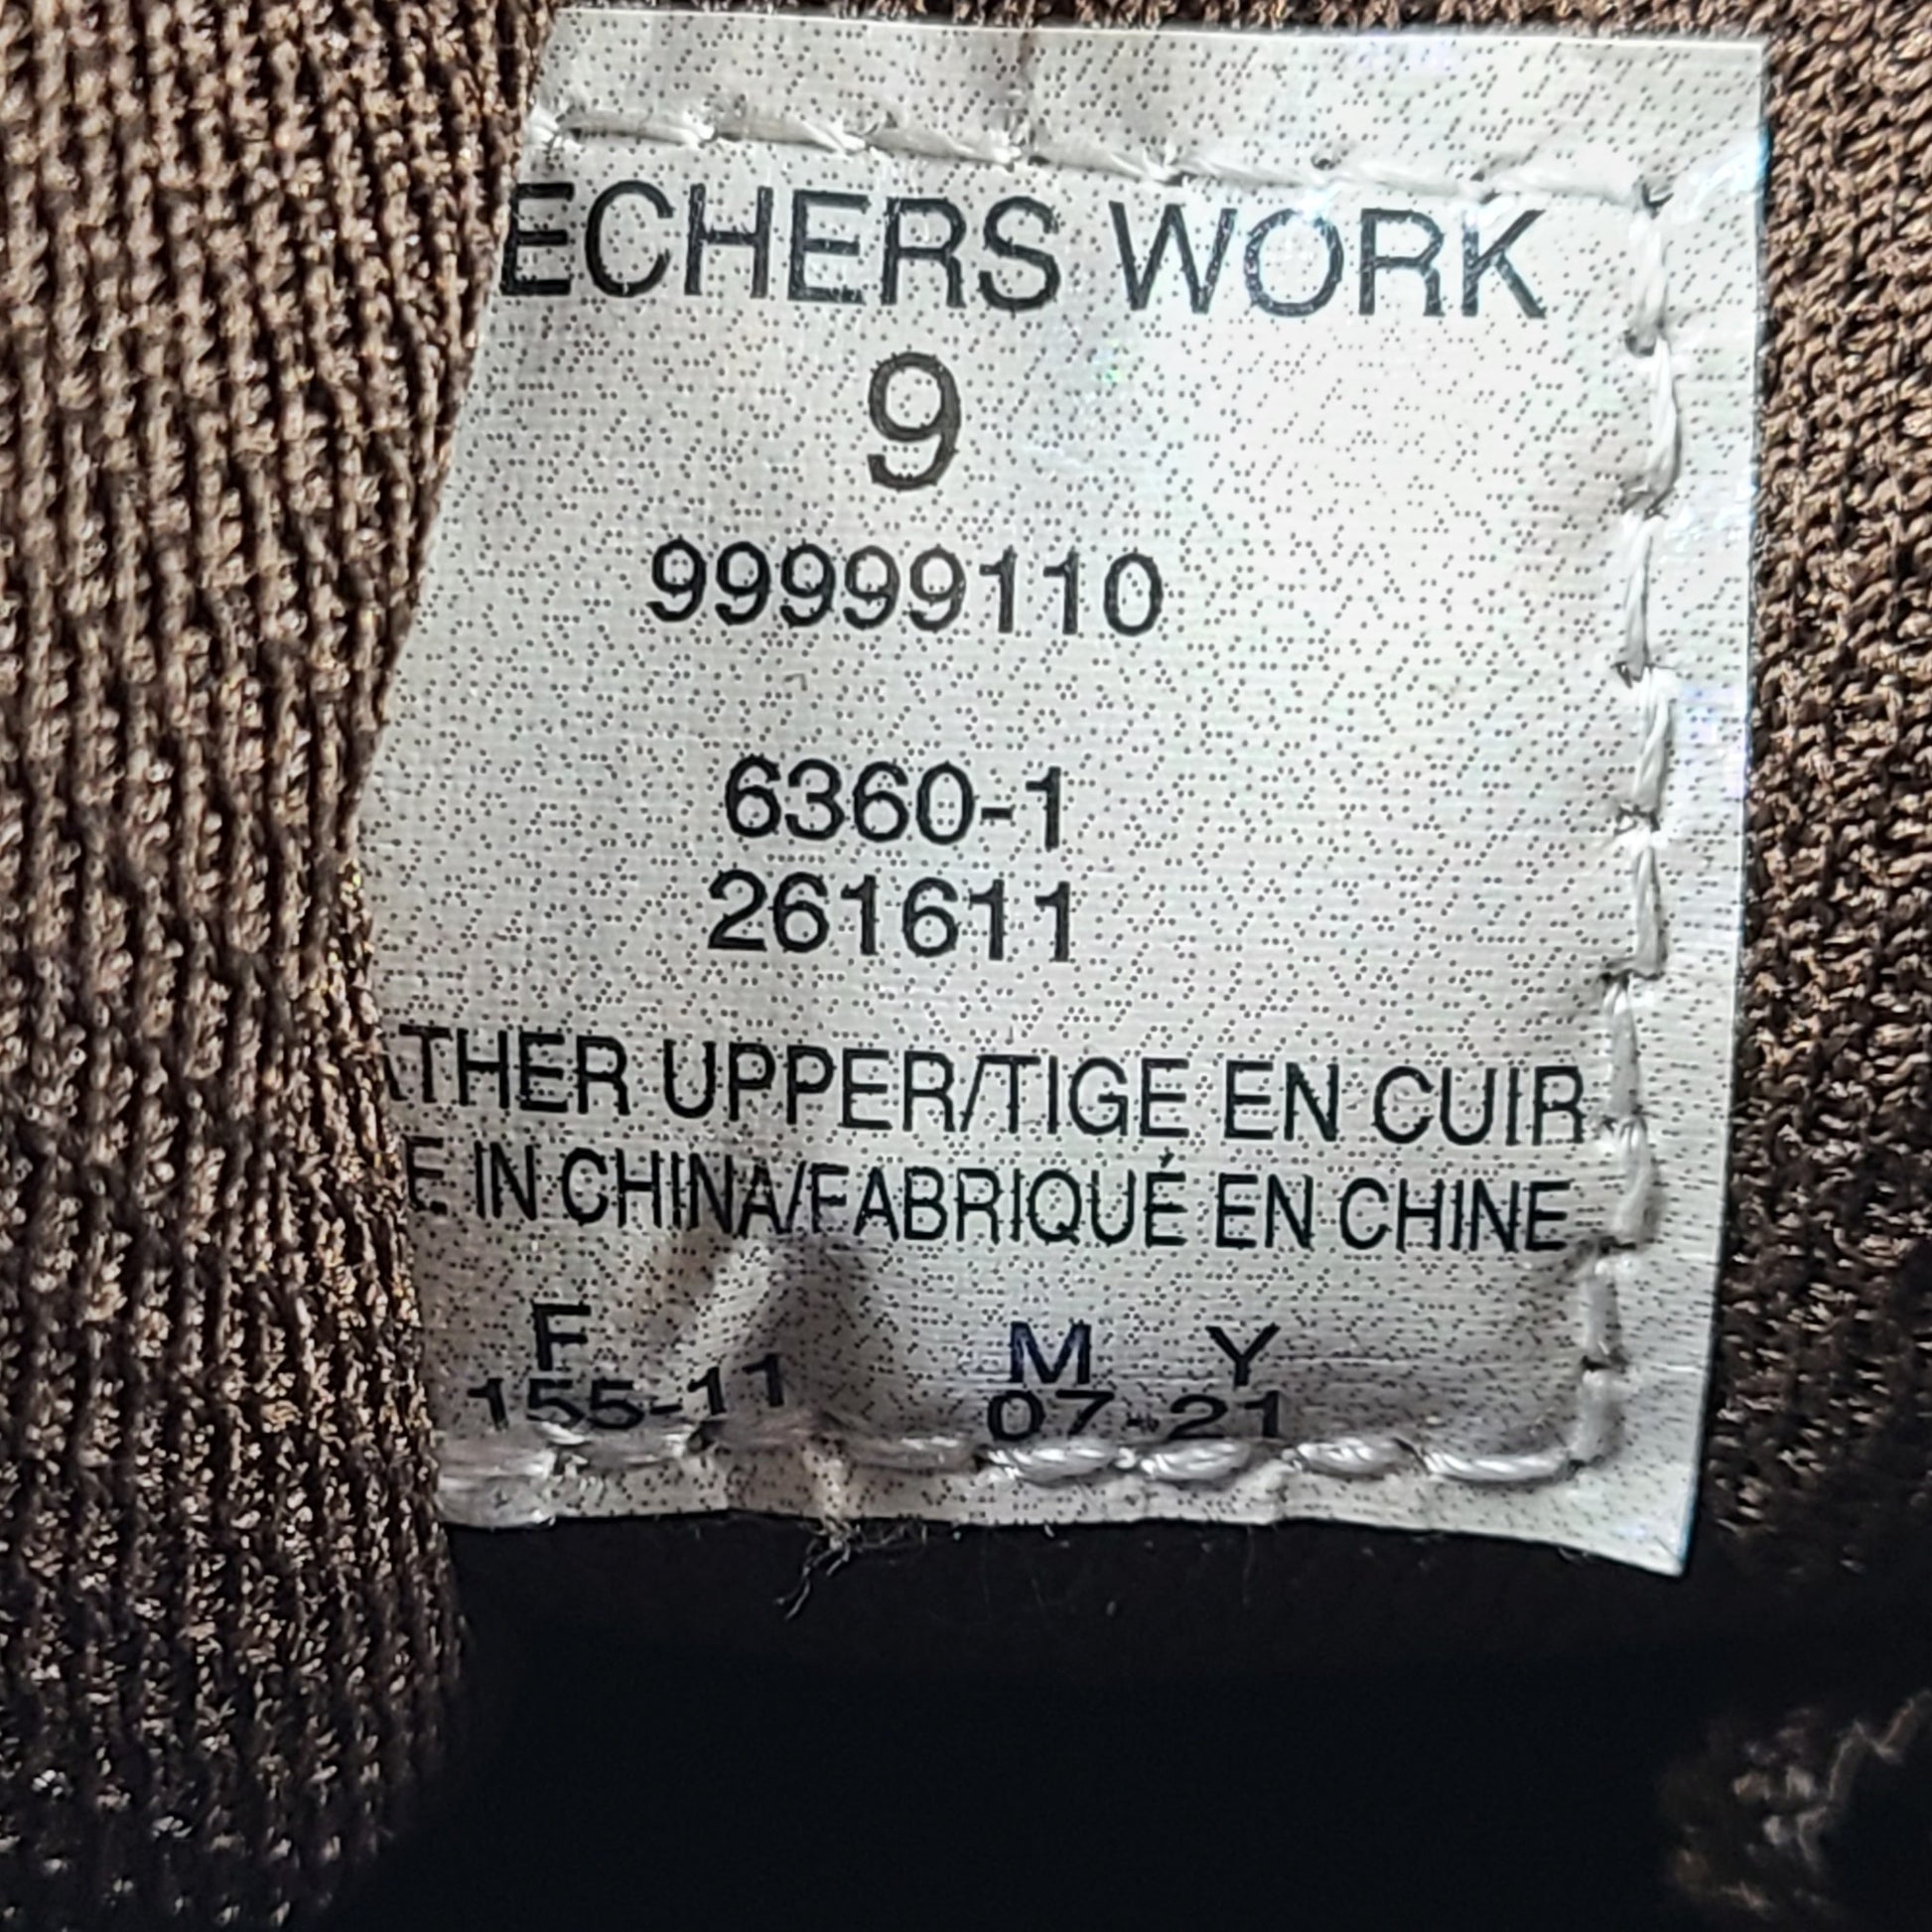 ECHERS WORK
9
99999110
6360-1
261611
THER UPPER/TIGE EN CUIR
E IN CHINA/FABRIQUÉ EN CHINE
F M Y
155-11 07-21